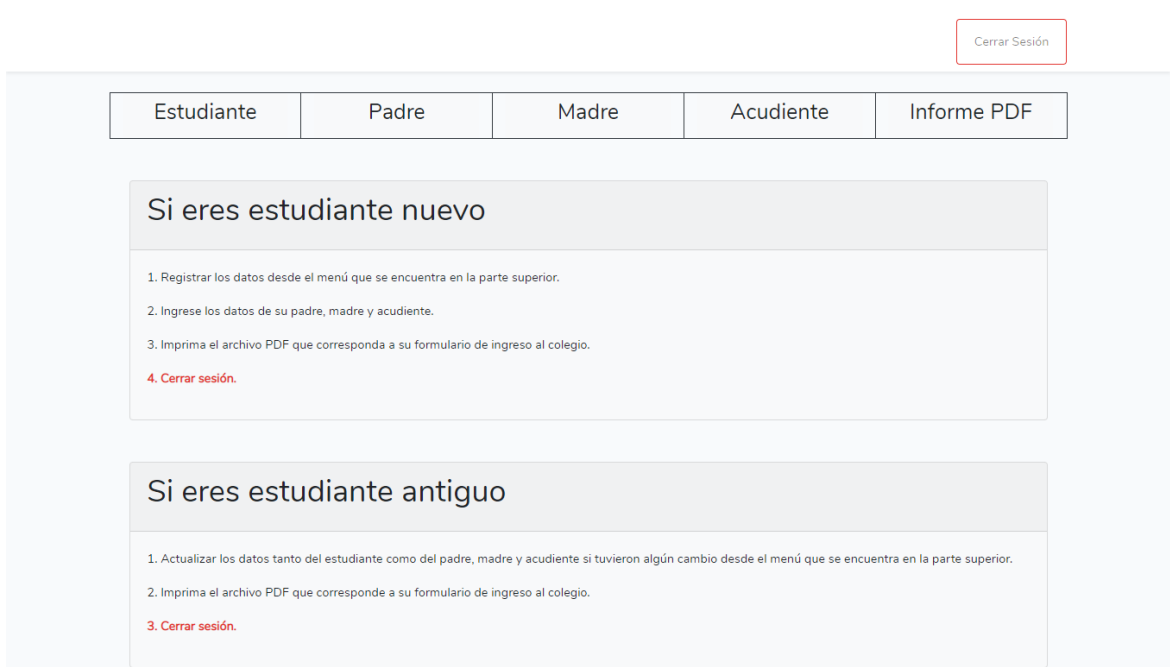 Cerrar Sesión
Estudiante Padre Madre Acudiente Informe PDF
Si eres estudiante nuevo
1. Registrar los datos desde el menú que se encuentra en la parte superior.
2. Ingrese los datos de su padre, madre y acudiente.
3. Imprima el archivo PDF que corresponda a su formulario de ingreso al colegio.
4. Cerrar sesión.
Si eres estudiante antiguo
1. Actualizar los datos tanto del estudiante como del padre, madre y acudiente si tuvieron algún cambio desde el menú que se encuentra en la parte superior.
2. Imprima el archivo PDF que corresponde a su formulario de ingreso al colegio.
3. Cerrar sesión.